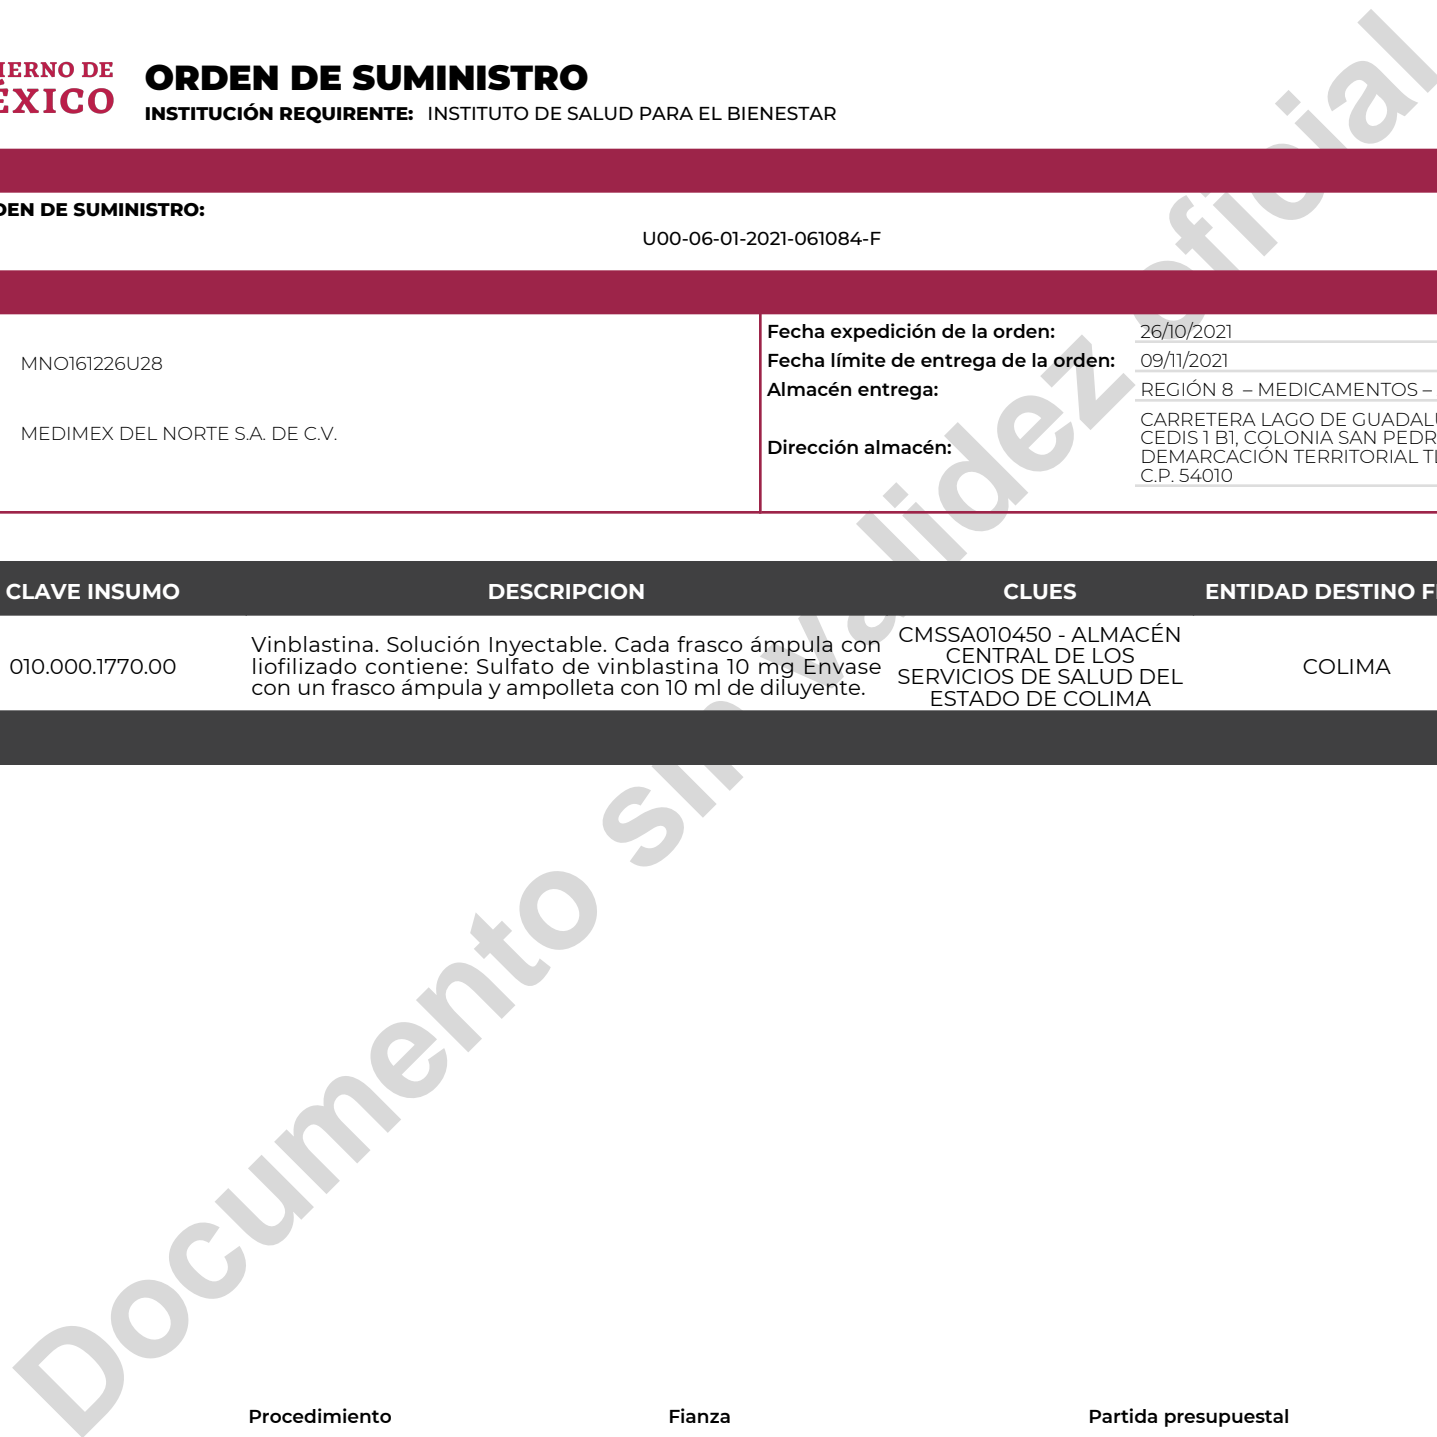 IERNO DE
ÉXICO
ORDEN DE SUMINISTRO
INSTITUCIÓN REQUIRENTE: INSTITUTO DE SALUD PARA EL BIENESTAR
DEN DE SUMINISTRO:
U00-06-01-2021-061084-F
MNO161226U28
MEDIMEX DEL NORTE S.A. DE C.V.
Fecha expedición de la orden: 26/10/2021
Fecha límite de entrega de la orden: 09/11/2021
Almacén entrega: REGIÓN 8 – MEDICAMENTOS –
Dirección almacén:
CARRETERA LAGO DE GUADALU
CEDIS 1 B1, COLONIA SAN PEDR
DEMARCACIÓN TERRITORIAL TL
C.P. 54010
CLAVE INSUMO DESCRIPCION CLUES ENTIDAD DESTINO FI
010.000.1770.00
Vinblastina. Solución Inyectable. Cada frasco ámpula con
liofilizado contiene: Sulfato de vinblastina 10 mg Envase
con un frasco ámpula y ampolleta con 10 ml de diluyente.
CMSSA010450 - ALMACÉN
CENTRAL DE LOS
SERVICIOS DE SALUD DEL
ESTADO DE COLIMA
COLIMA
Documento sin validez oficial
Procedimiento Fianza Partida presupuestal